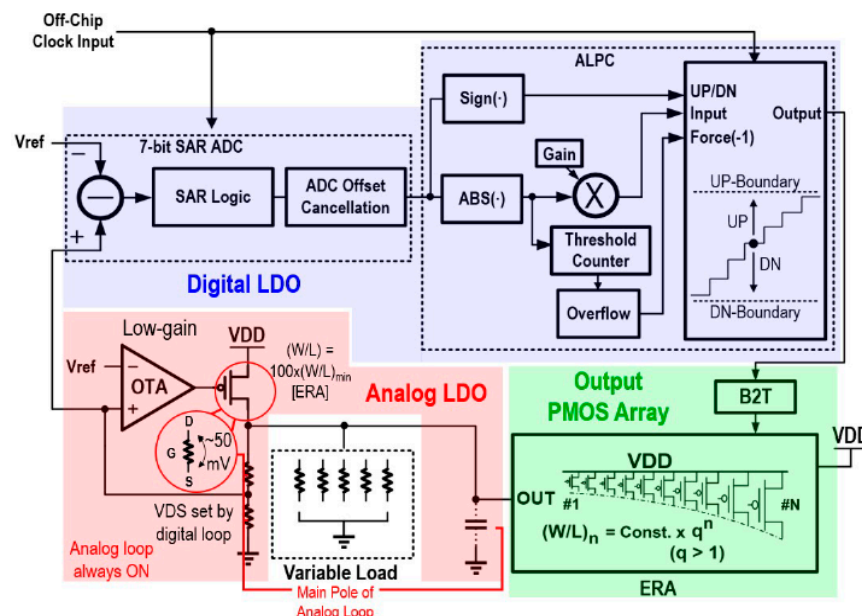 Off-Chip
Clock Input
ALPC
Vref
7-bit SAR ADC
SAR Logic
ADC Offset
Cancellation
Sign(·)
ABS(·)
Gain
X
Threshold
Counter
Overflow
UP/DN
Input
Force(-1)
Output
UP-Boundary
UP
DN
DN-Boundary
Digital LDO
Low-gain
Vref
OTA
VDD
(W/L) =
100x(W/L)min
[ERA]
Analog LDO
D
G
S
~50
mV
VDS set by
digital loop
Analog loop
always ON
Variable Load
Main Pole of
Analog Loop
Output
PMOS Array
B2T
VDD
VDD
OUT
#1
#N
(W/L)n = Const. x q^n
(q > 1)
ERA